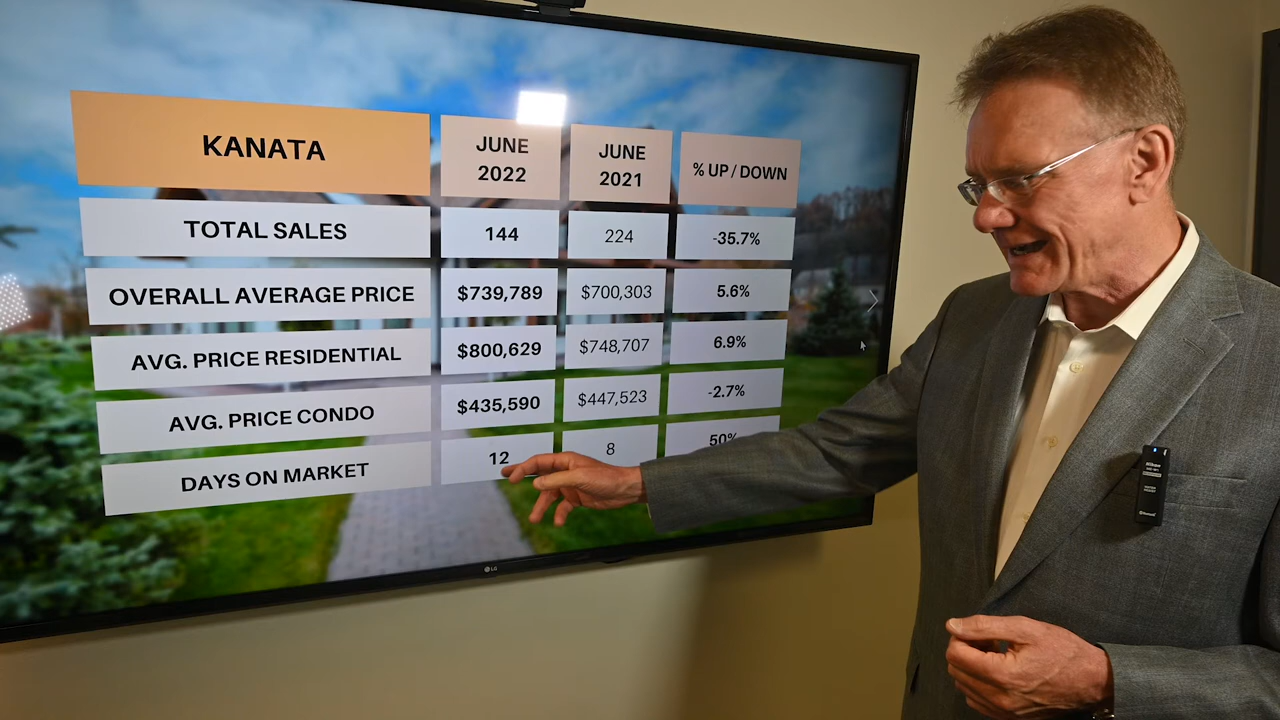 KANATA
JUNE 2022
JUNE 2021
% UP / DOWN
TOTAL SALES
144
224
-35.7%
OVERALL AVERAGE PRICE
$739,789
$700,303
5.6%
AVG. PRICE RESIDENTIAL
$800,629
$748,707
6.9%
AVG. PRICE CONDO
$435,590
$447,523
-2.7%
DAYS ON MARKET
12
8
50%
LG
Nikon